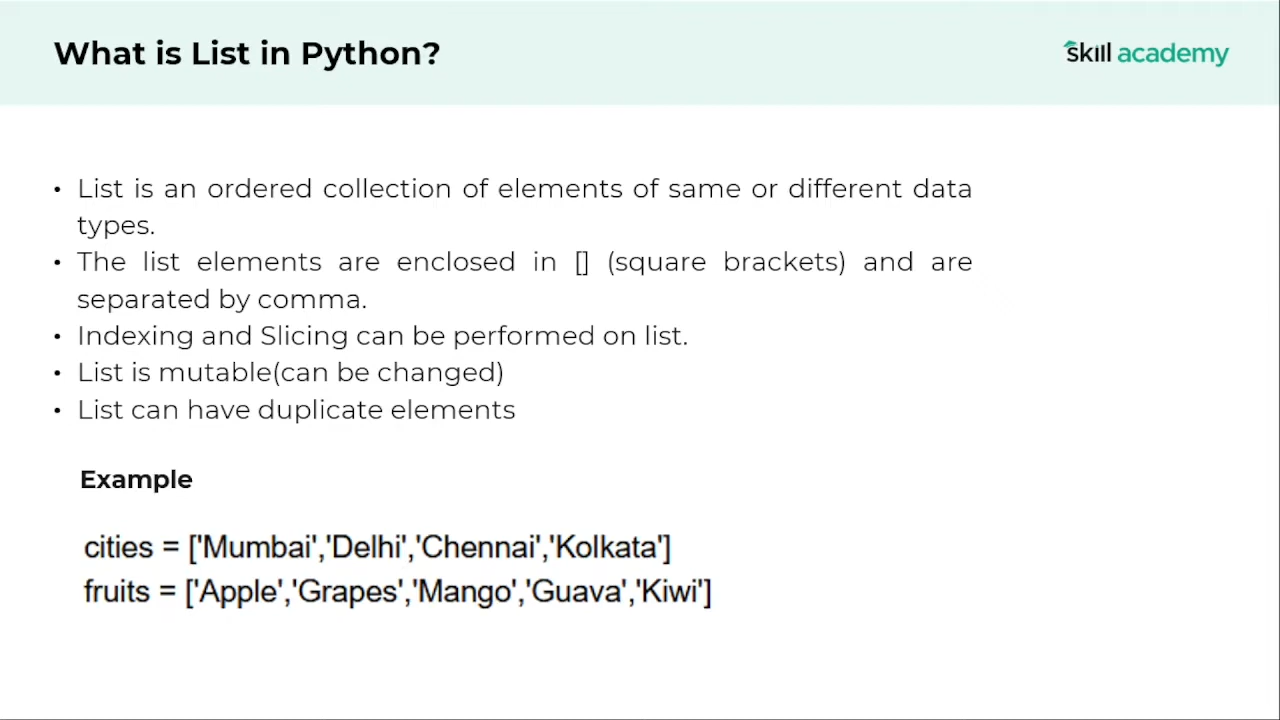 What is List in Python?
skill academy
• List is an ordered collection of elements of same or different data
types.
• The list elements are enclosed in [] (square brackets) and are
separated by comma.
• Indexing and Slicing can be performed on list.
• List is mutable(can be changed)
• List can have duplicate elements
Example
cities = ['Mumbai','Delhi','Chennai','Kolkata']
fruits = ['Apple','Grapes','Mango','Guava','Kiwi']